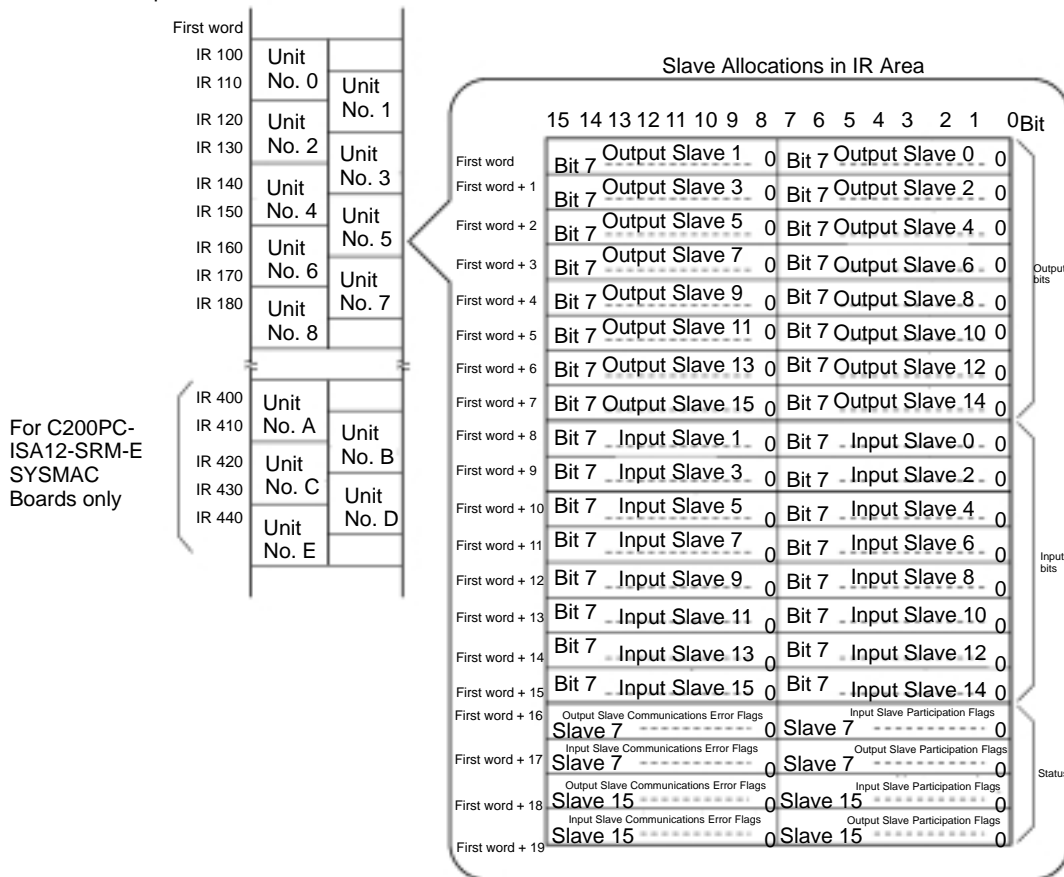 First word
IR 100
IR 110
IR 120
IR 130
IR 140
IR 150
IR 160
IR 170
IR 180
Unit
No. 0
Unit
No. 1
Unit
No. 2
Unit
No. 3
Unit
No. 4
Unit
No. 5
Unit
No. 6
Unit
No. 7
Unit
No. 8
For C200PC-
ISA12-SRM-E
SYSMAC
Boards only
IR 400
IR 410
IR 420
IR 430
IR 440
Unit
No. A
Unit
No. B
Unit
No. C
Unit
No. D
Unit
No. E
Slave Allocations in IR Area
15 14 13 12 11 10 9 8 7 6 5 4 3 2 1 0 Bit
First word Bit 7 Output Slave 1 0 Bit 7 Output Slave 0 0
First word + 1 Bit 7 Output Slave 3 0 Bit 7 Output Slave 2 0
First word + 2 Bit 7 Output Slave 5 0 Bit 7 Output Slave 4 0
First word + 3 Bit 7 Output Slave 7 0 Bit 7 Output Slave 6 0
First word + 4 Bit 7 Output Slave 9 0 Bit 7 Output Slave 8 0
First word + 5 Bit 7 Output Slave 11 0 Bit 7 Output Slave 10 0
First word + 6 Bit 7 Output Slave 13 0 Bit 7 Output Slave 12 0
First word + 7 Bit 7 Output Slave 15 0 Bit 7 Output Slave 14 0
Output
bits
First word + 8 Bit 7 Input Slave 1 0 Bit 7 Input Slave 0 0
First word + 9 Bit 7 Input Slave 3 0 Bit 7 Input Slave 2 0
First word + 10 Bit 7 Input Slave 5 0 Bit 7 Input Slave 4 0
First word + 11 Bit 7 Input Slave 7 0 Bit 7 Input Slave 6 0
First word + 12 Bit 7 Input Slave 9 0 Bit 7 Input Slave 8 0
First word + 13 Bit 7 Input Slave 11 0 Bit 7 Input Slave 10 0
First word + 14 Bit 7 Input Slave 13 0 Bit 7 Input Slave 12 0
First word + 15 Bit 7 Input Slave 15 0 Bit 7 Input Slave 14 0
Input
bits
Output Slave Communications Error Flags Input Slave Participation Flags
First word + 16 Slave 7 0 Slave 7 0
Input Slave Communications Error Flags Output Slave Participation Flags
First word + 17 Slave 7 0 Slave 7 0
Output Slave Communications Error Flags Input Slave Participation Flags
First word + 18 Slave 15 0 Slave 15 0
Input Slave Communications Error Flags Output Slave Participation Flags
First word + 19 Slave 15 0 Slave 15 0
Status